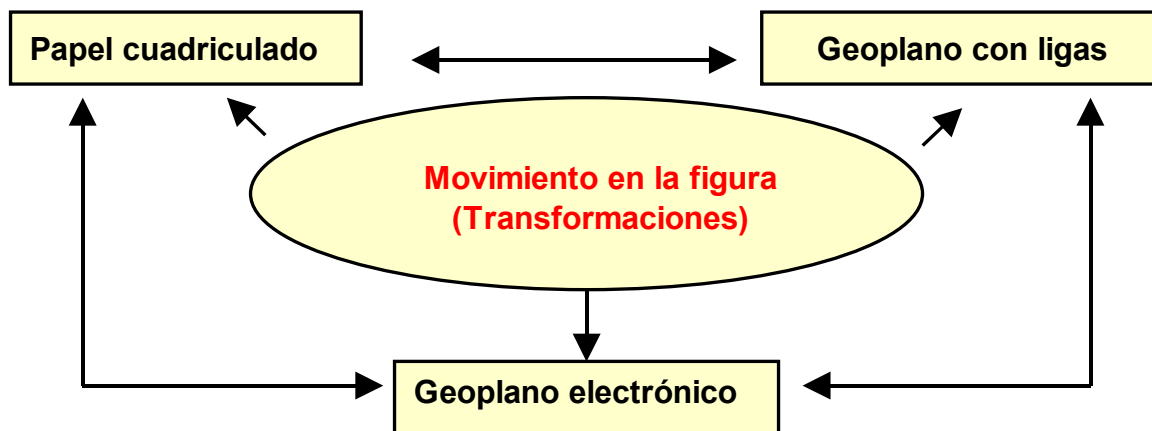 Papel cuadriculado
Geoplano con ligas
Movimiento en la figura
(Transformaciones)
Geoplano electrónico